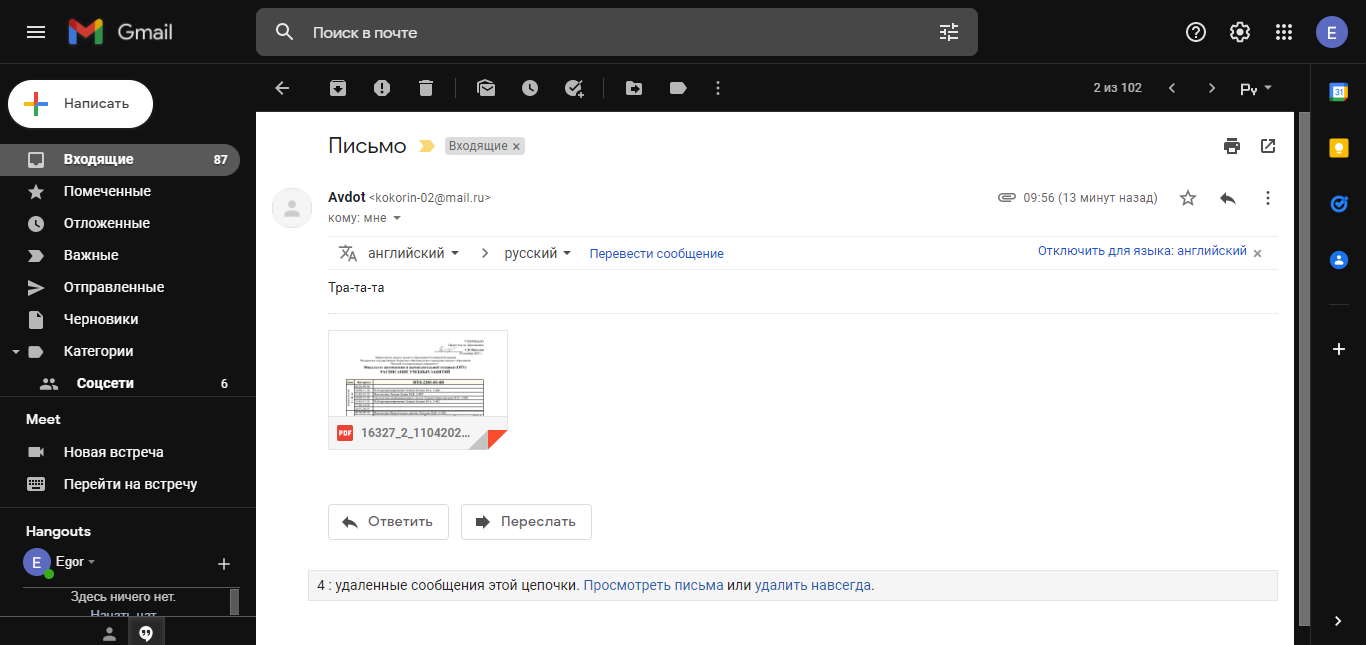 Gmail
Поиск в почте
E
Написать
2 из 102
Ру
31
Входящие 87
Помеченные
Отложенные
Важные
Отправленные
Черновики
Категории
Соцсети 6
Meet
Новая встреча
Перейти на встречу
Hangouts
E Egor
Здесь ничего нет.
Начать чат
Письмо
Входящие ×
Avdot <kokorin-02@mail.ru>
09:56 (13 минут назад)
кому: мне
английский > русский Перевести сообщение
Отключить для языка: английский ×
Тра-та-та
РАСПИСАНИЕ УЧЕБНЫХ ЗАНЯТИЙ
PDF 16327_2_1104202...
Ответить
Переслать
4 : удаленные сообщения этой цепочки. Просмотреть письма или удалить навсегда.